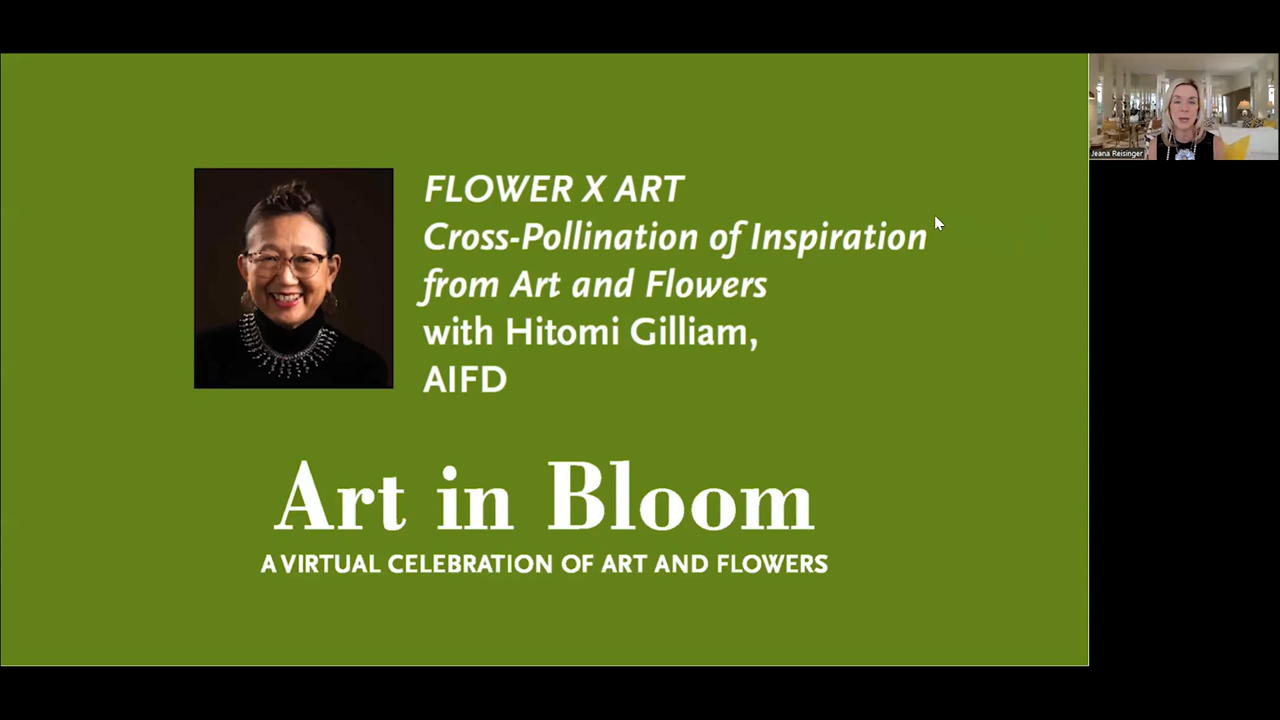 FLOWER X ART
Cross-Pollination of Inspiration
from Art and Flowers
with Hitomi Gilliam,
AIFD
Art in Bloom
A VIRTUAL CELEBRATION OF ART AND FLOWERS
Jeana Reisinger